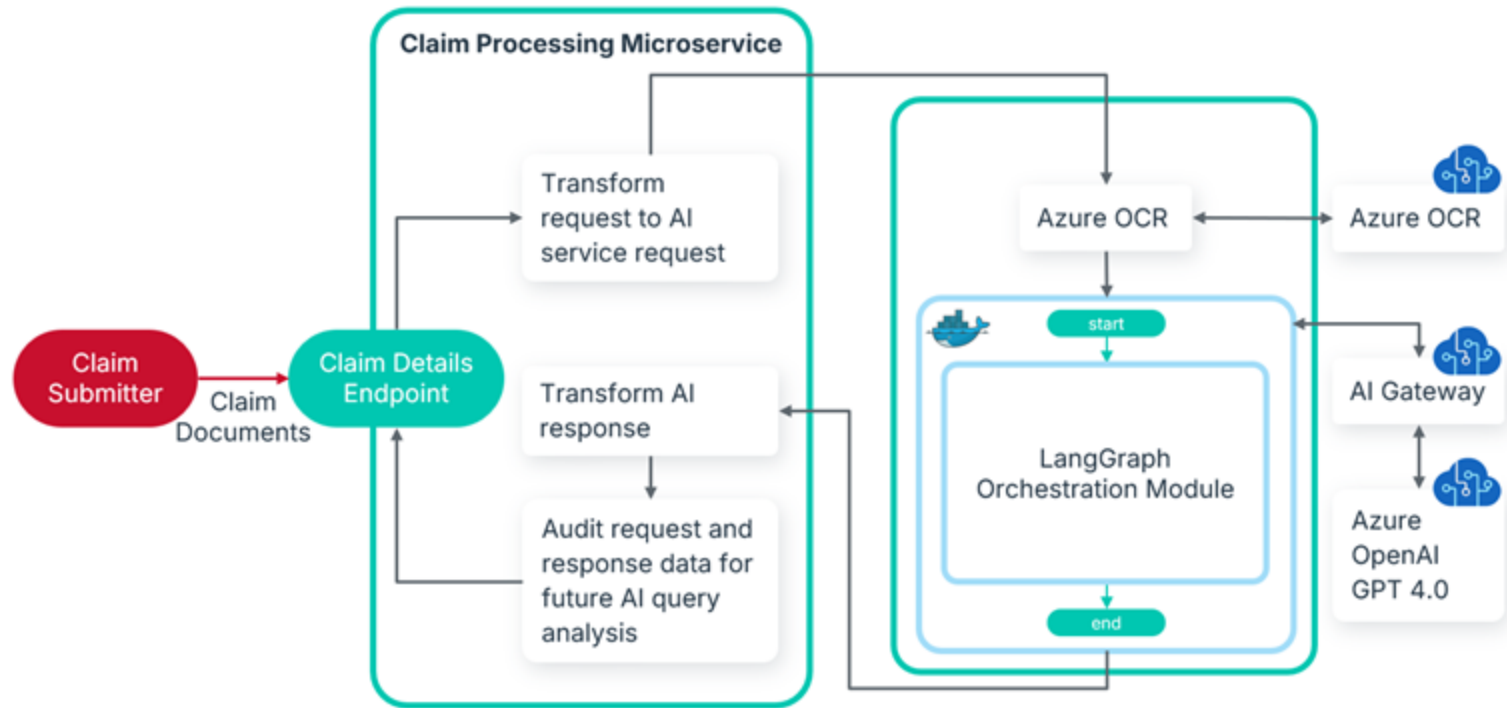 Claim Processing Microservice
Transform
request to AI
service request
Azure OCR
Azure OCR
start
Claim
Submitter
Claim
Documents
Claim Details
Endpoint
Transform AI
response
AI Gateway
LangGraph
Orchestration Module
Audit request and
response data for
future AI query
analysis
Azure
OpenAI
GPT 4.0
end